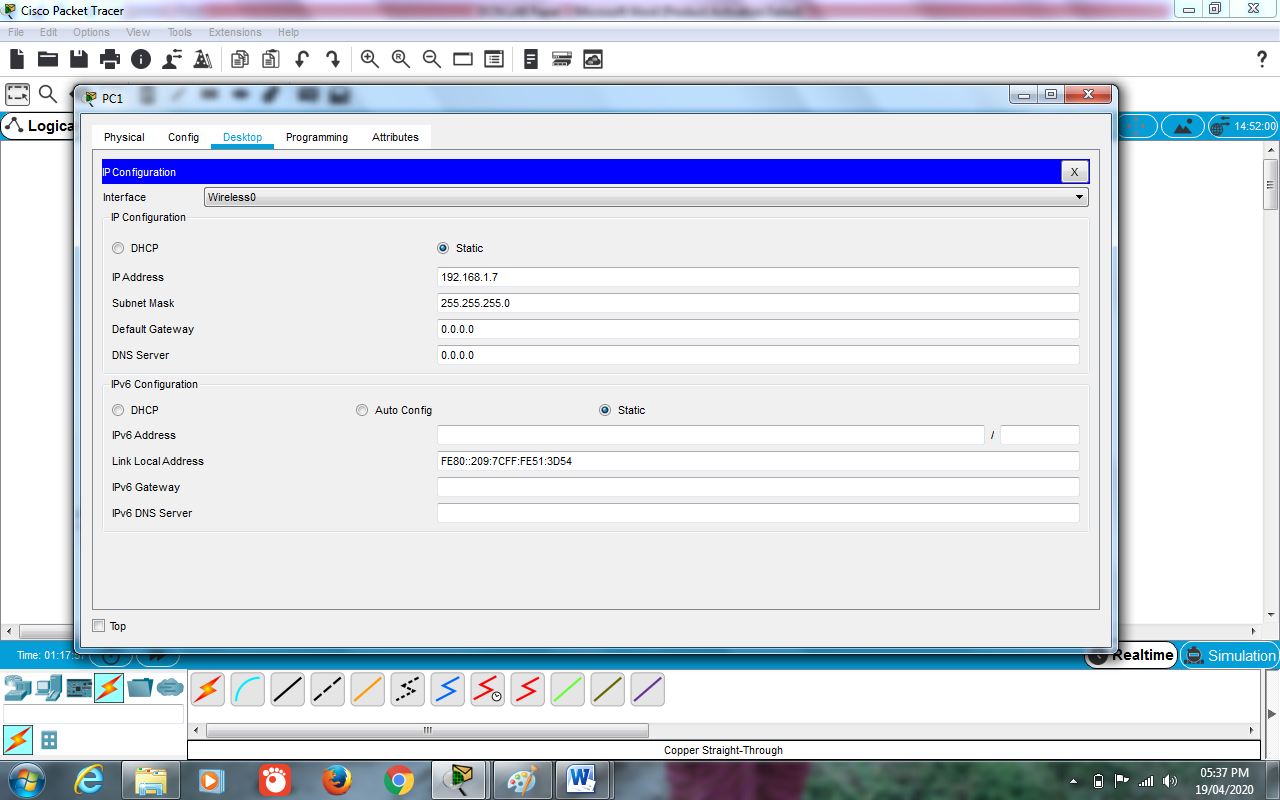 Cisco Packet Tracer
File Edit Options View Tools Extensions Help
PC1
Logica
14:52:00
Physical Config Desktop Programming Attributes
IP Configuration X
Interface Wireless0
IP Configuration
DHCP Static
IP Address 192.168.1.7
Subnet Mask 255.255.255.0
Default Gateway 0.0.0.0
DNS Server 0.0.0.0
IPv6 Configuration
DHCP Auto Config Static
IPv6 Address /
Link Local Address FE80::209:7CFF:FE51:3D54
IPv6 Gateway
IPv6 DNS Server
Top
Time: 01:17:
Realtime Simulation
Copper Straight-Through
05:37 PM
19/04/2020